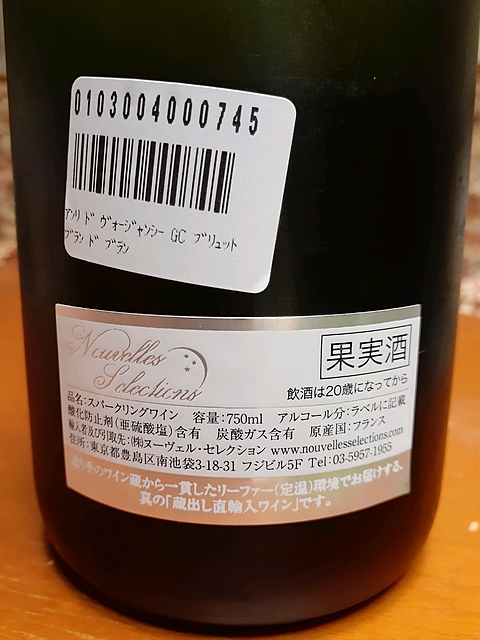 0103004000745
アンリ ド ヴォージャンシー GC ブリュット
ブラン ド ブラン
Nouvelles
Selections
果実酒
飲酒は20歳になってから
品名:スパークリングワイン 容量:750ml アルコール分:ラベルに記載
酸化防止剤(亜硫酸塩)含有 炭酸ガス含有 原産国:フランス
輸入者及び引取先:㈱ヌーヴェル・セレクション www.nouvellesselections.com
住所:東京都豊島区南池袋3-18-31 フジビル5F Tel:03-5957-1955
造り手のワイン蔵から一貫したリーファー(定温)環境でお届けする、
真の「蔵出し直輸入ワイン」です。